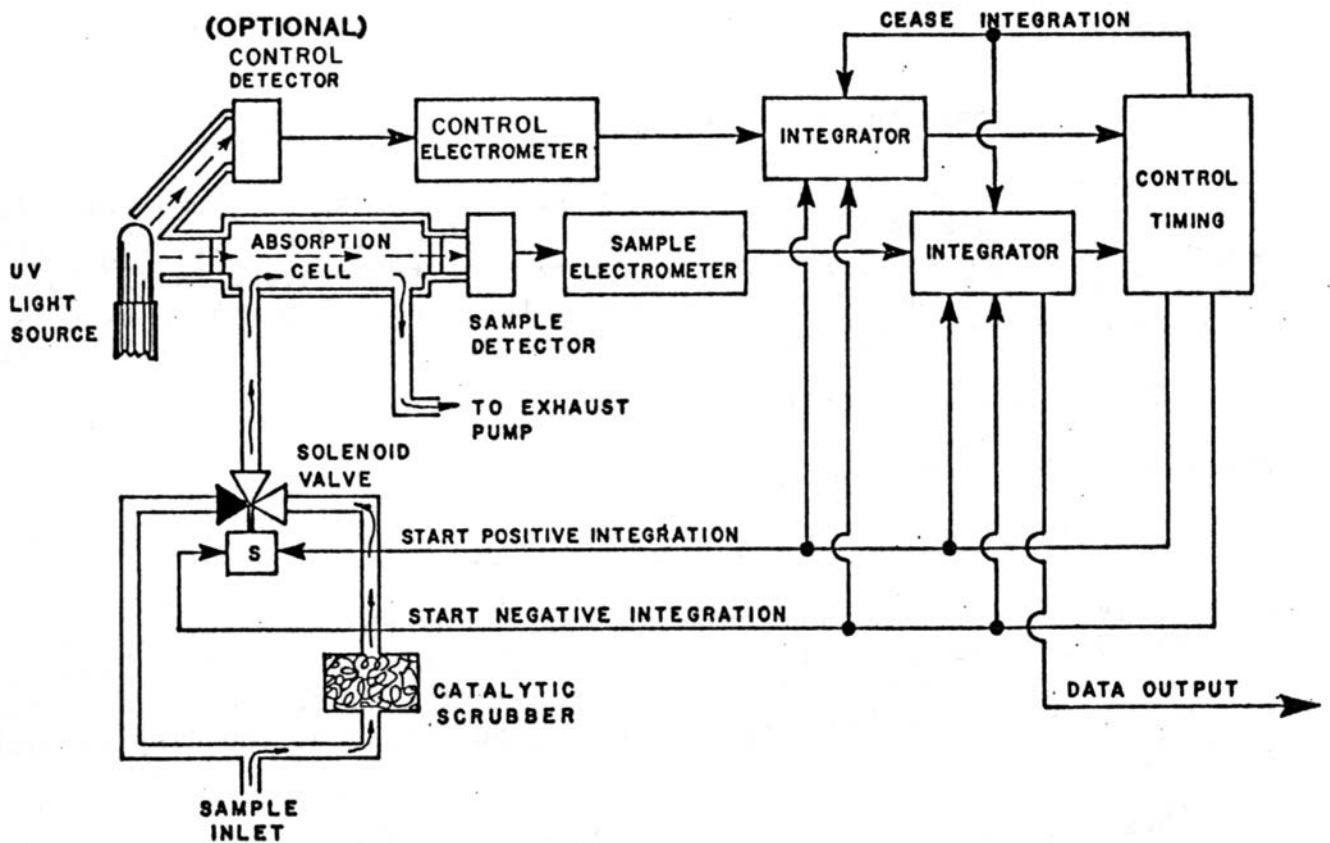 (OPTIONAL)
CONTROL
DETECTOR
CEASE INTEGRATION
CONTROL
ELECTROMETER
INTEGRATOR
CONTROL
TIMING
UV
LIGHT
SOURCE
ABSORPTION
CELL
SAMPLE
ELECTROMETER
INTEGRATOR
SAMPLE
DETECTOR
TO EXHAUST
PUMP
SOLENOID
VALVE
S
START POSITIVE INTEGRATION
START NEGATIVE INTEGRATION
CATALYTIC
SCRUBBER
DATA OUTPUT
SAMPLE
INLET